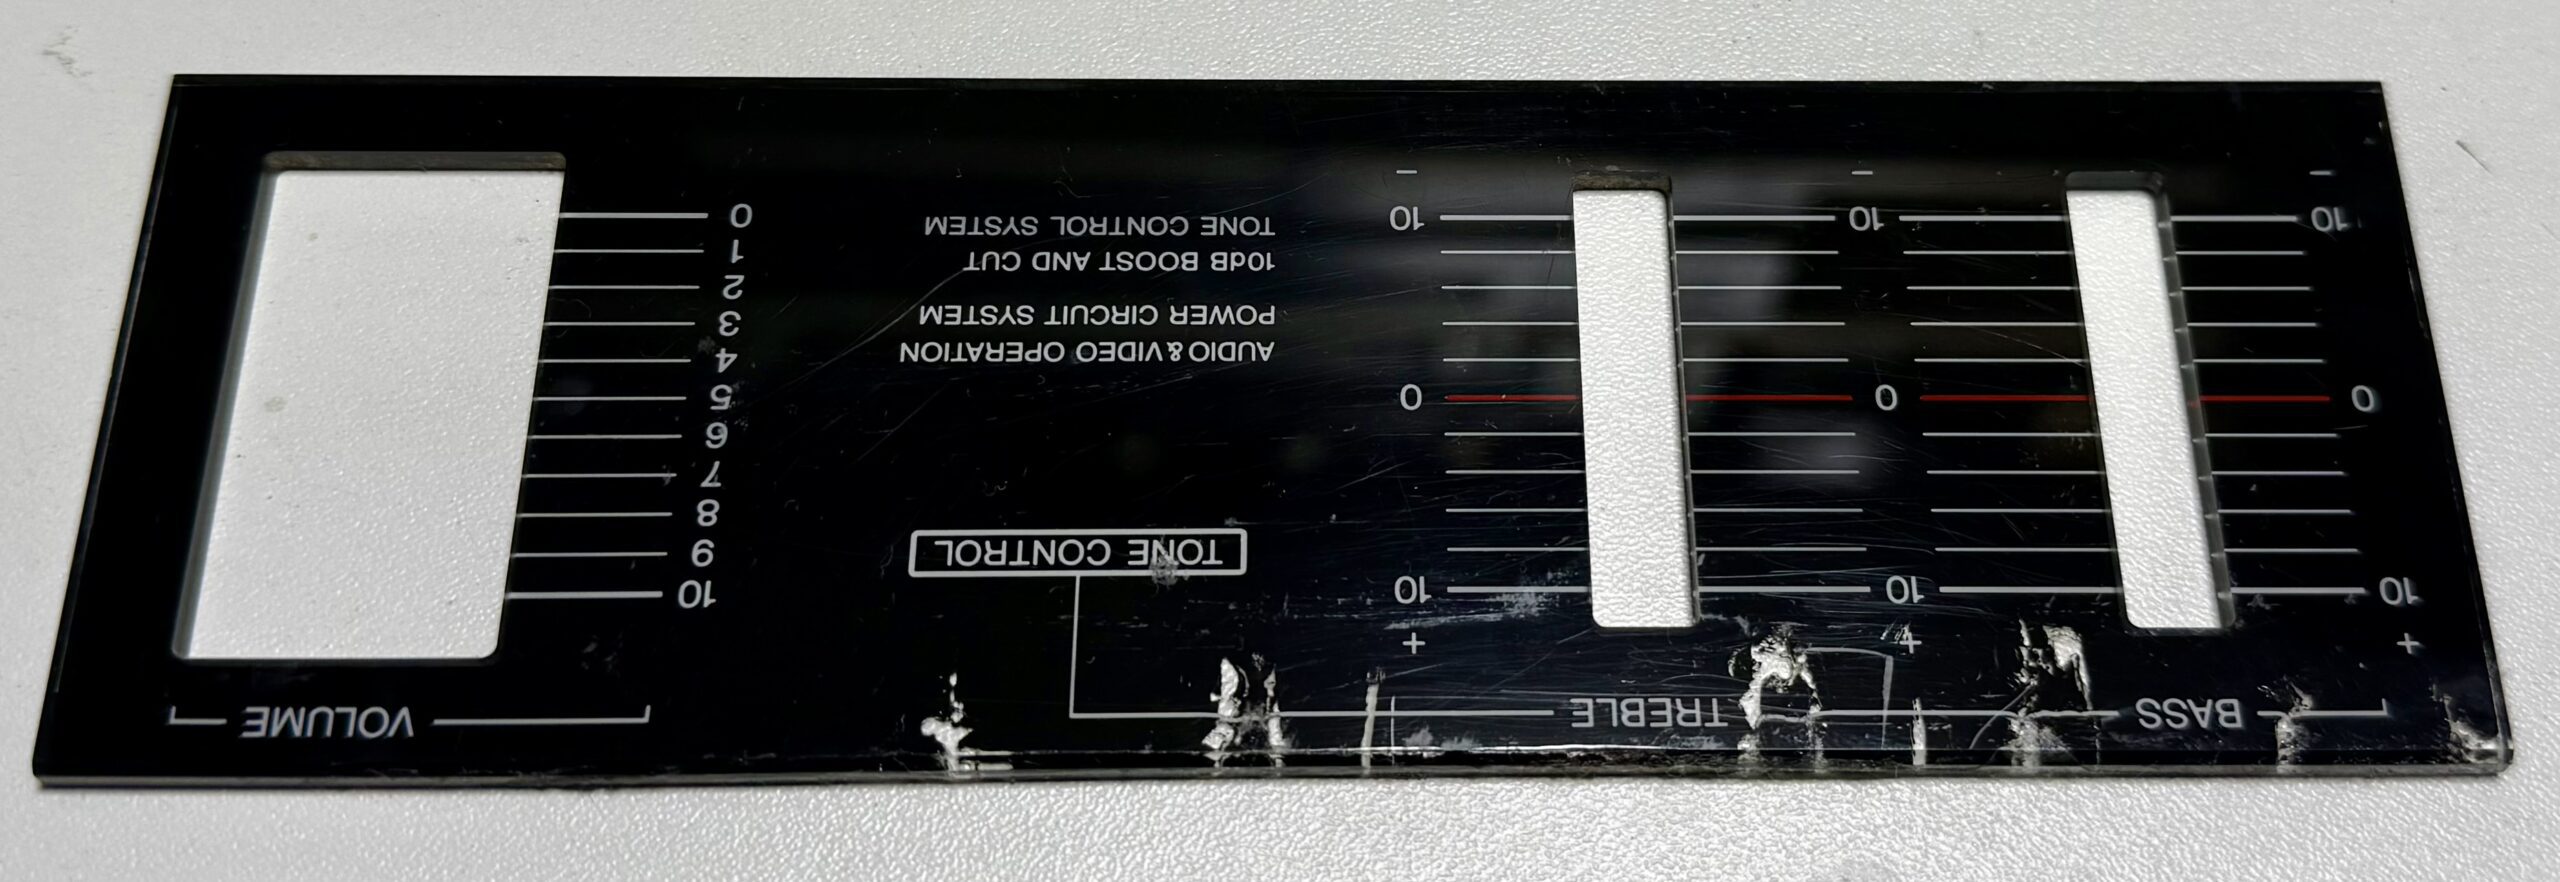 BASS
TREBLE
+ + +
10 10 10
0 0 0
10 10 10
− − −
TONE CONTROL
AUDIO & VIDEO OPERATION
POWER CIRCUIT SYSTEM
10dB BOOST AND CUT
TONE CONTROL SYSTEM
VOLUME
10
9
8
7
6
5
4
3
2
1
0